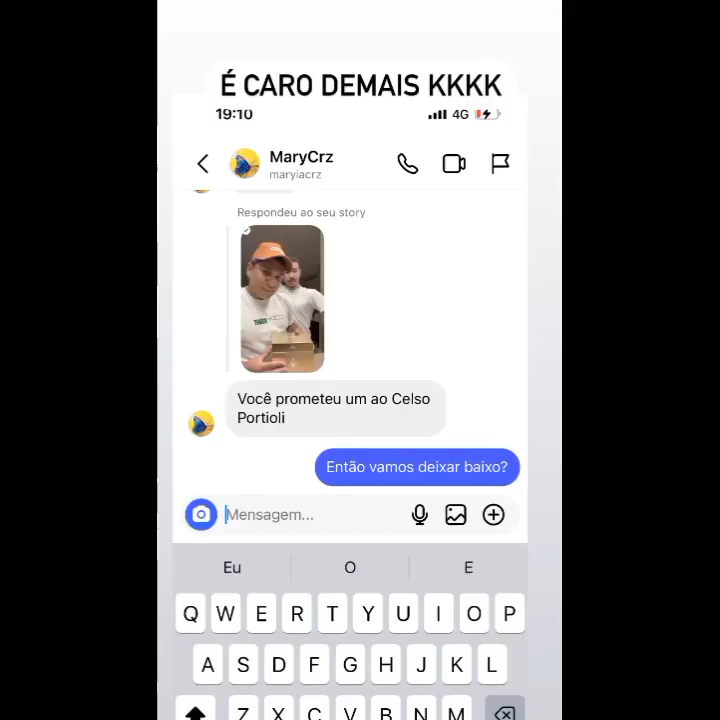 É CARO DEMAIS KKKK
19:10
4G
MaryCrz
maryiacrz
Respondeu ao seu story
Você prometeu um ao Celso
Portioli
Então vamos deixar baixo?
Mensagem...
Eu O E
Q W E R T Y U I O P
A S D F G H J K L
Z X C V B N M